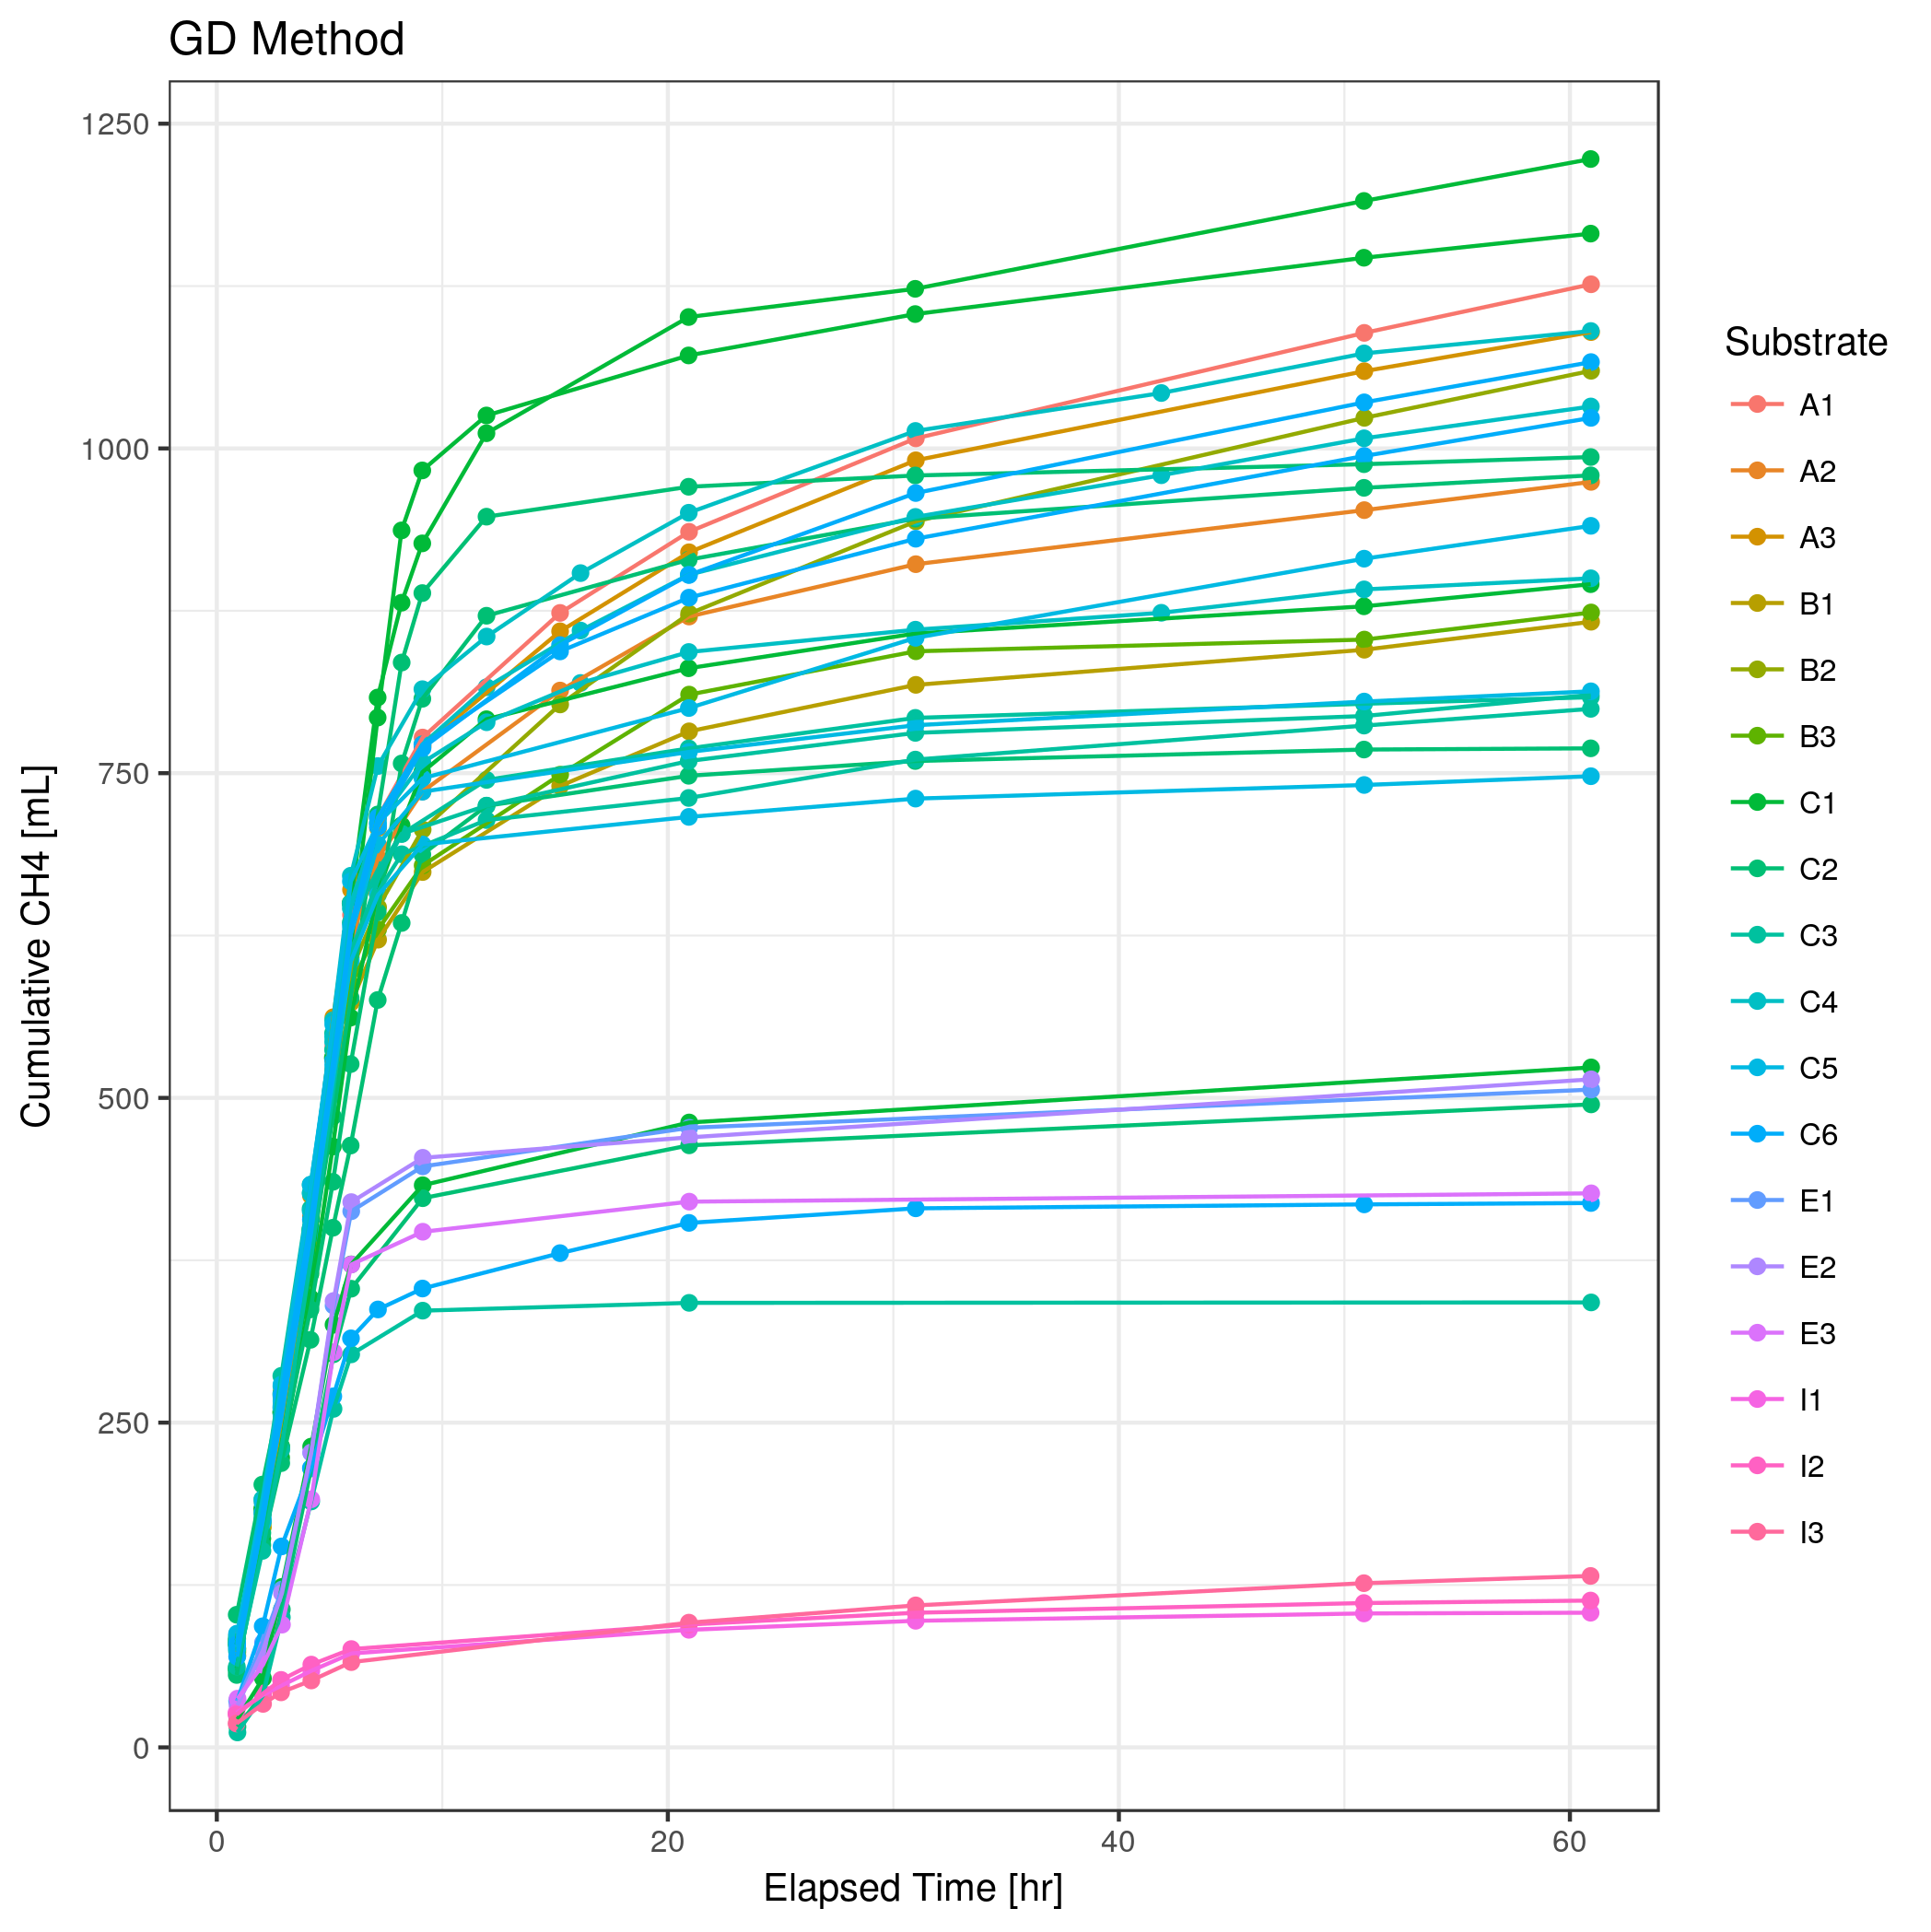 GD Method
1250
1000
750
500
250
0
Cumulative CH4 [mL]
0 20 40 60
Elapsed Time [hr]
Substrate
A1
A2
A3
B1
B2
B3
C1
C2
C3
C4
C5
C6
E1
E2
E3
I1
I2
I3